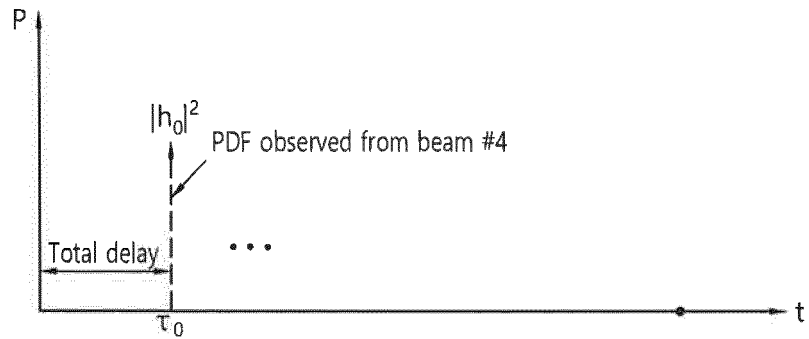 P
|h₀|²
PDF observed from beam #4
Total delay
•••
τ₀
t